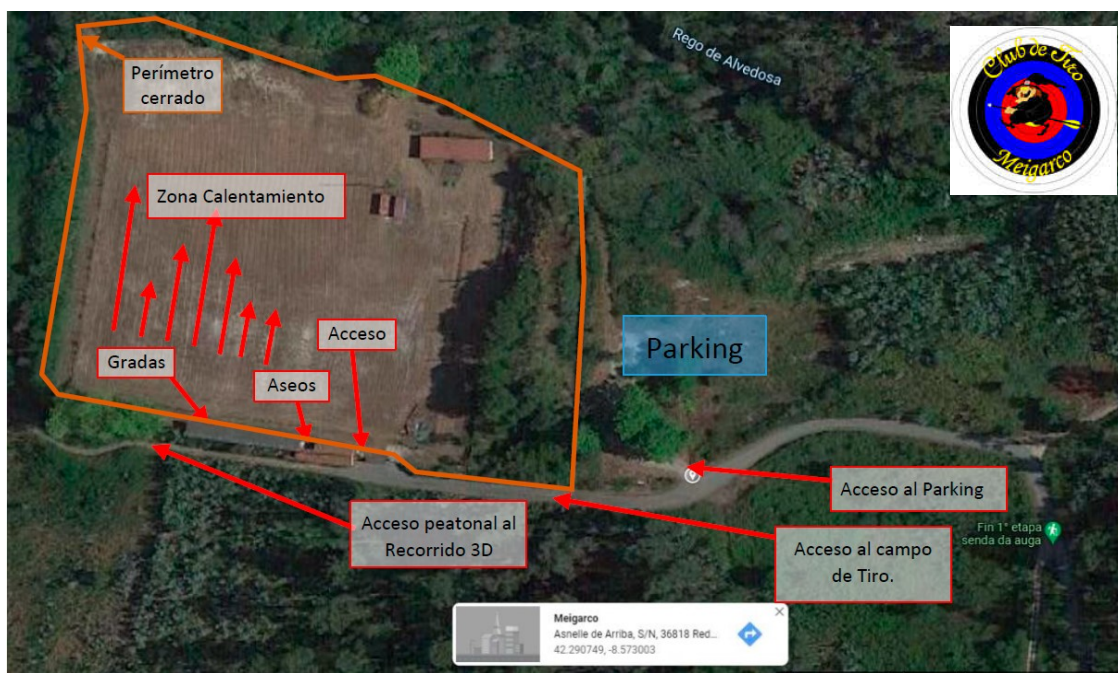 Rego de Alvedosa
Club de Tiro
Meigarco
Perímetro
cerrado
Zona Calentamiento
Acceso
Gradas
Aseos
Parking
Acceso al Parking
Acceso peatonal al
Recorrido 3D
Acceso al campo
de Tiro.
Fin 1ª etapa
senda da auga
Meigarco
Asnelle de Arriba, S/N, 36818 Red...
42.290749, -8.573003